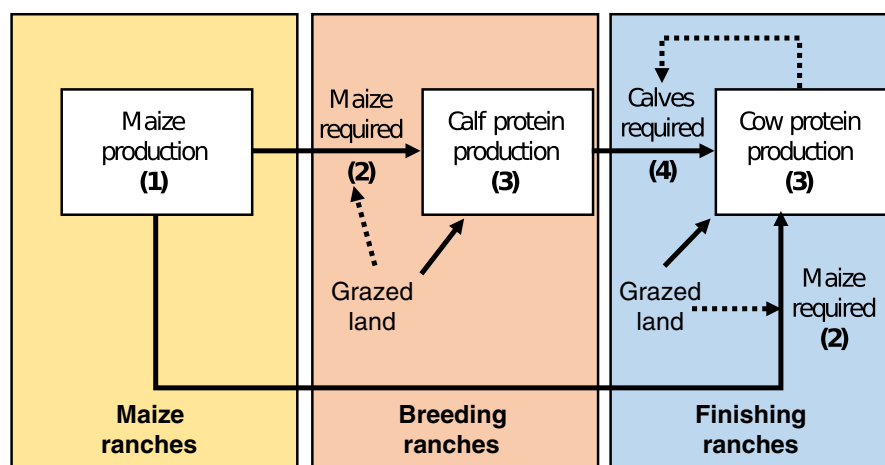 Maize
production
(1)
Maize
required
(2)
Calf protein
production
(3)
Calves
required
(4)
Cow protein
production
(3)
Grazed
land
Grazed
land
Maize
required
(2)
Maize
ranches
Breeding
ranches
Finishing
ranches